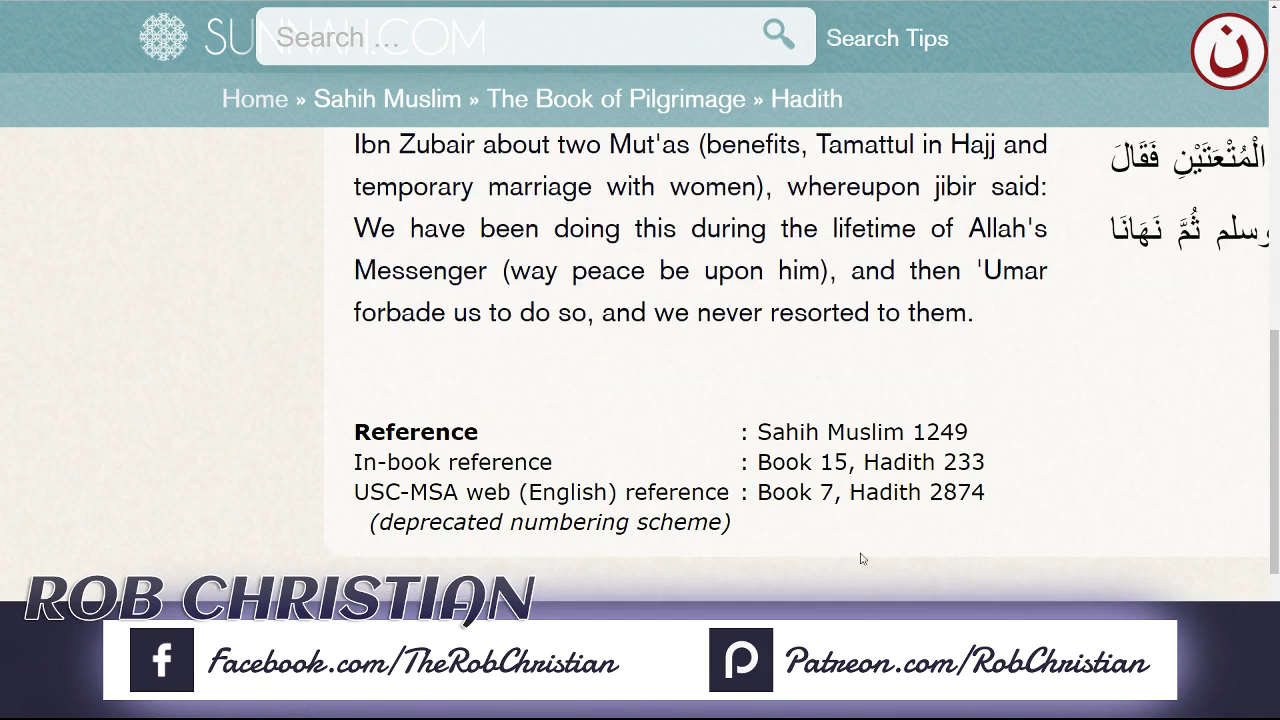 SUNNAH.COM
Search ...
Search Tips
ن
Home » Sahih Muslim » The Book of Pilgrimage » Hadith
Ibn Zubair about two Mut'as (benefits, Tamattul in Hajj and
temporary marriage with women), whereupon jibir said:
We have been doing this during the lifetime of Allah's
Messenger (way peace be upon him), and then 'Umar
forbade us to do so, and we never resorted to them.
الْمُتْعَتَيْنِ فَقَالَ
وسلم ثُمَّ نَهَانَا
Reference : Sahih Muslim 1249
In-book reference : Book 15, Hadith 233
USC-MSA web (English) reference : Book 7, Hadith 2874
(deprecated numbering scheme)
ROB CHRISTIAN
Facebook.com/TheRobChristian
Patreon.com/RobChristian